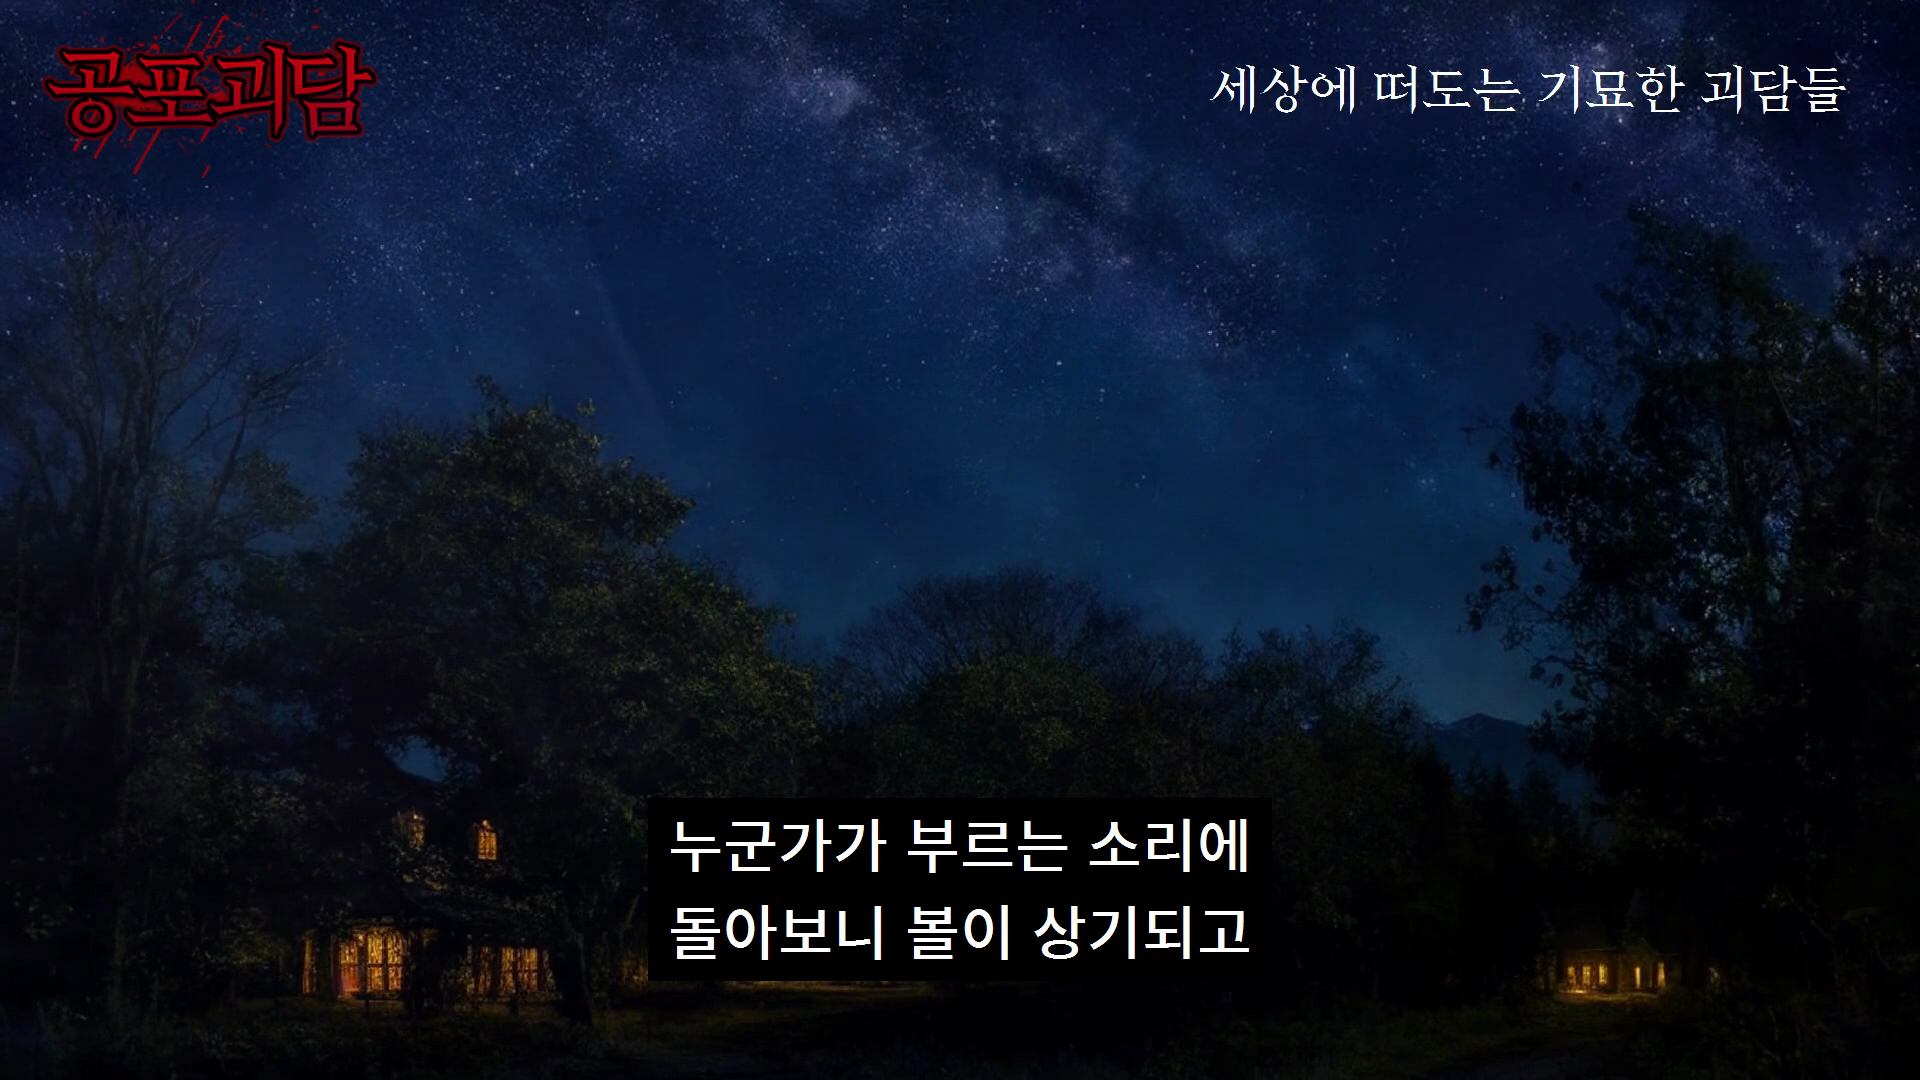 공포괴담
세상에 떠도는 기묘한 괴담들
누군가가 부르는 소리에
돌아보니 볼이 상기되고